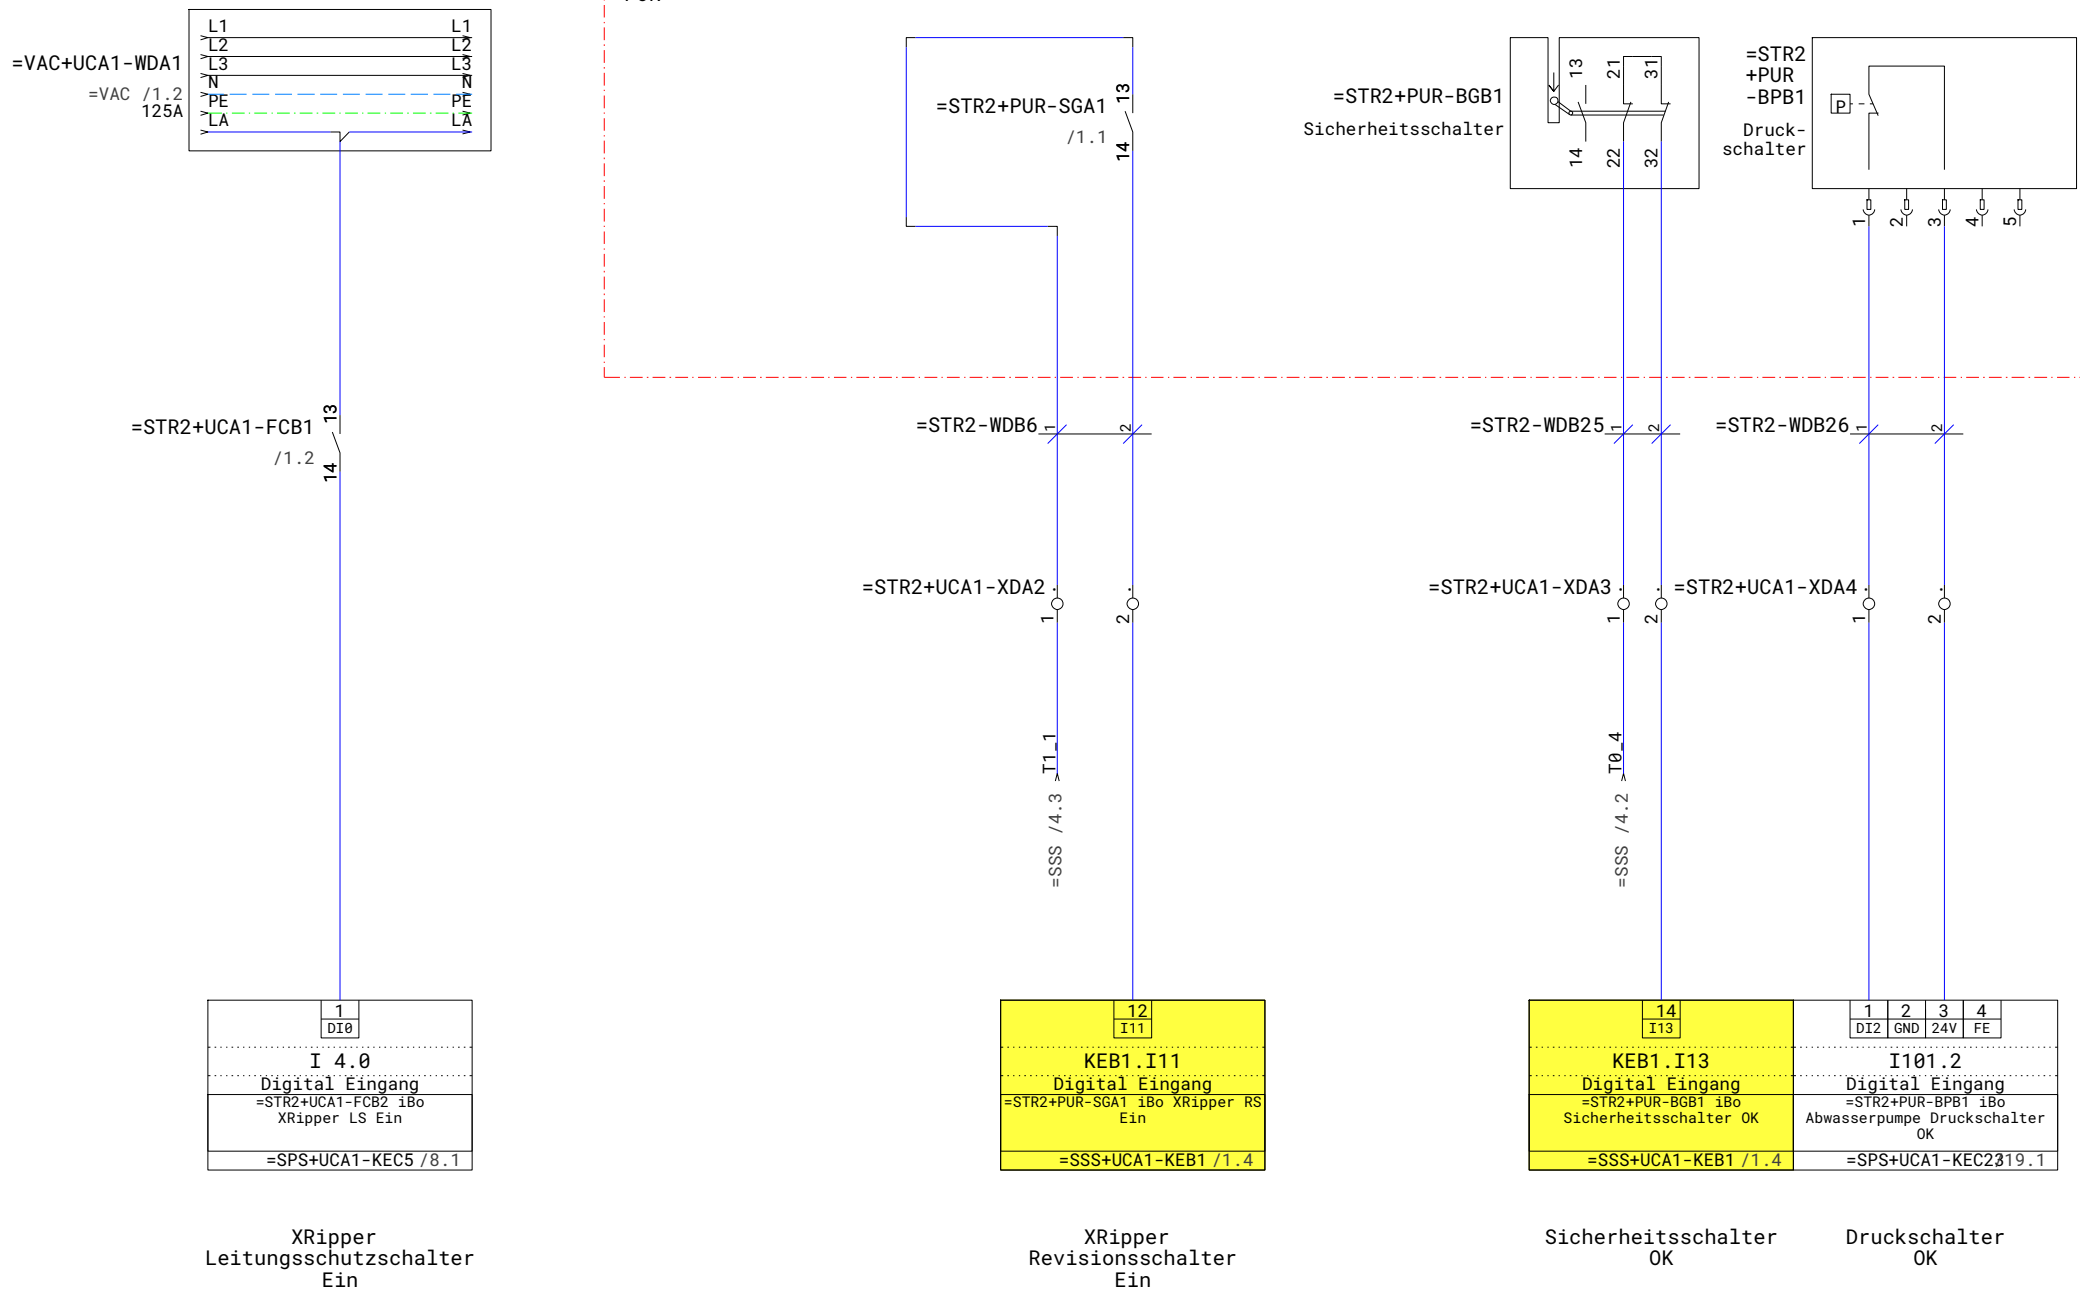 L1 L1
L2 L2
L3 L3
N N
PE PE
LA LA
=VAC+UCA1-WDA1
=VAC /1.2
125A
=STR2+PUR-SGA1
/1.1
13
14
=STR2+PUR-BGB1
Sicherheitsschalter
13
21
31
14
22
32
=STR2
+PUR
-BPB1
Druck-
schalter
P
1
2
3
4
5
=STR2+UCA1-FCB1
/1.2
13
14
=STR2-WDB6
1
2
=STR2-WDB25
1
2
=STR2-WDB26
1
2
=STR2+UCA1-XDA2
1
2
=STR2+UCA1-XDA3
1
2
=STR2+UCA1-XDA4
1
2
T1_1
=SSS /4.3
T0_4
=SSS /4.2
1
DI0
I 4.0
Digital Eingang
=STR2+UCA1-FCB2 iBo
XRipper LS Ein
=SPS+UCA1-KEC5 /8.1
12
I11
KEB1.I11
Digital Eingang
=STR2+PUR-SGA1 iBo XRipper RS
Ein
=SSS+UCA1-KEB1 /1.4
14
I13
KEB1.I13
Digital Eingang
=STR2+PUR-BGB1 iBo
Sicherheitsschalter OK
=SSS+UCA1-KEB1 /1.4
1 2 3 4
DI2 GND 24V FE
I101.2
Digital Eingang
=STR2+PUR-BPB1 iBo
Abwasserpumpe Druckschalter
OK
=SPS+UCA1-KEC23 /19.1
XRipper
Leitungsschutzschalter
Ein
XRipper
Revisionsschalter
Ein
Sicherheitsschalter
OK
Druckschalter
OK